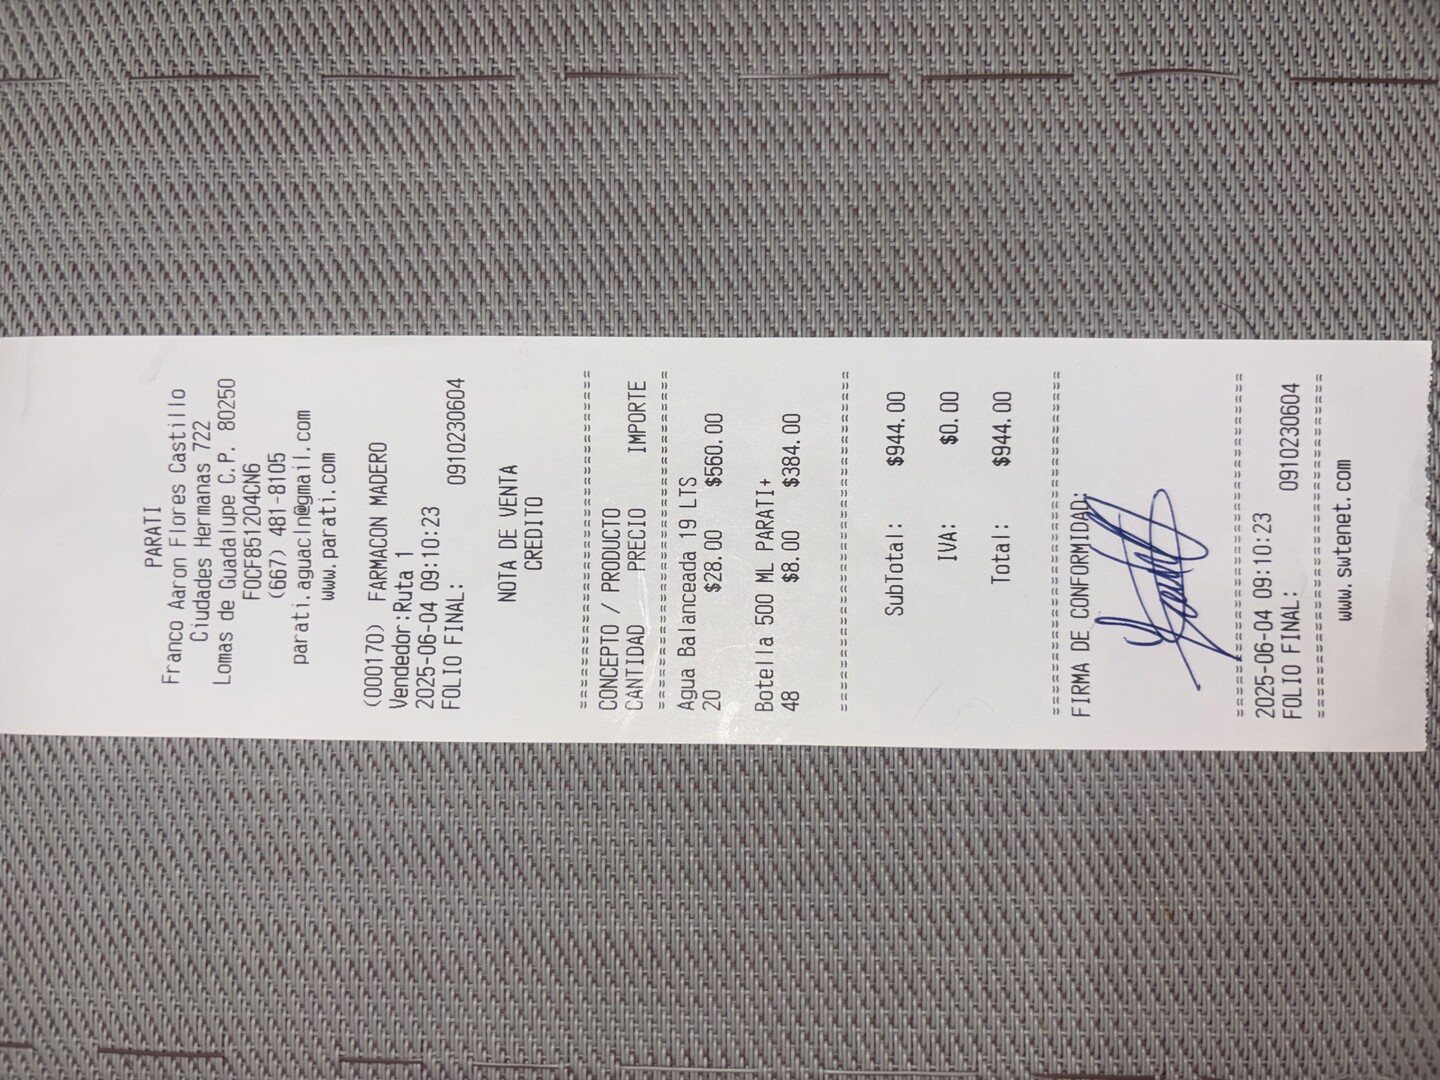 PARATI
Franco Aaron Flores Castillo
Ciudades Hermanas 722
Lomas de Guadalupe C.P. 80250
FOCF851204CN6
(667) 481-8105
parati.aguacln@gmail.com
www.parati.com
(000170) FARMACON MADERO
Vendedor:Ruta 1
2025-06-04 09:10:23
FOLIO FINAL: 0910230604
NOTA DE VENTA
CREDITO
==============================
CONCEPTO / PRODUCTO
CANTIDAD PRECIO IMPORTE
==============================
Agua Balanceada 19 LTS
20 $28.00 $560.00
Botella 500 ML PARATI+
48 $8.00 $384.00
==============================
SubTotal: $944.00
IVA: $0.00
Total: $944.00
==============================
FIRMA DE CONFORMIDAD:
==============================
2025-06-04 09:10:23
FOLIO FINAL: 0910230604
==============================
www.swtenet.com